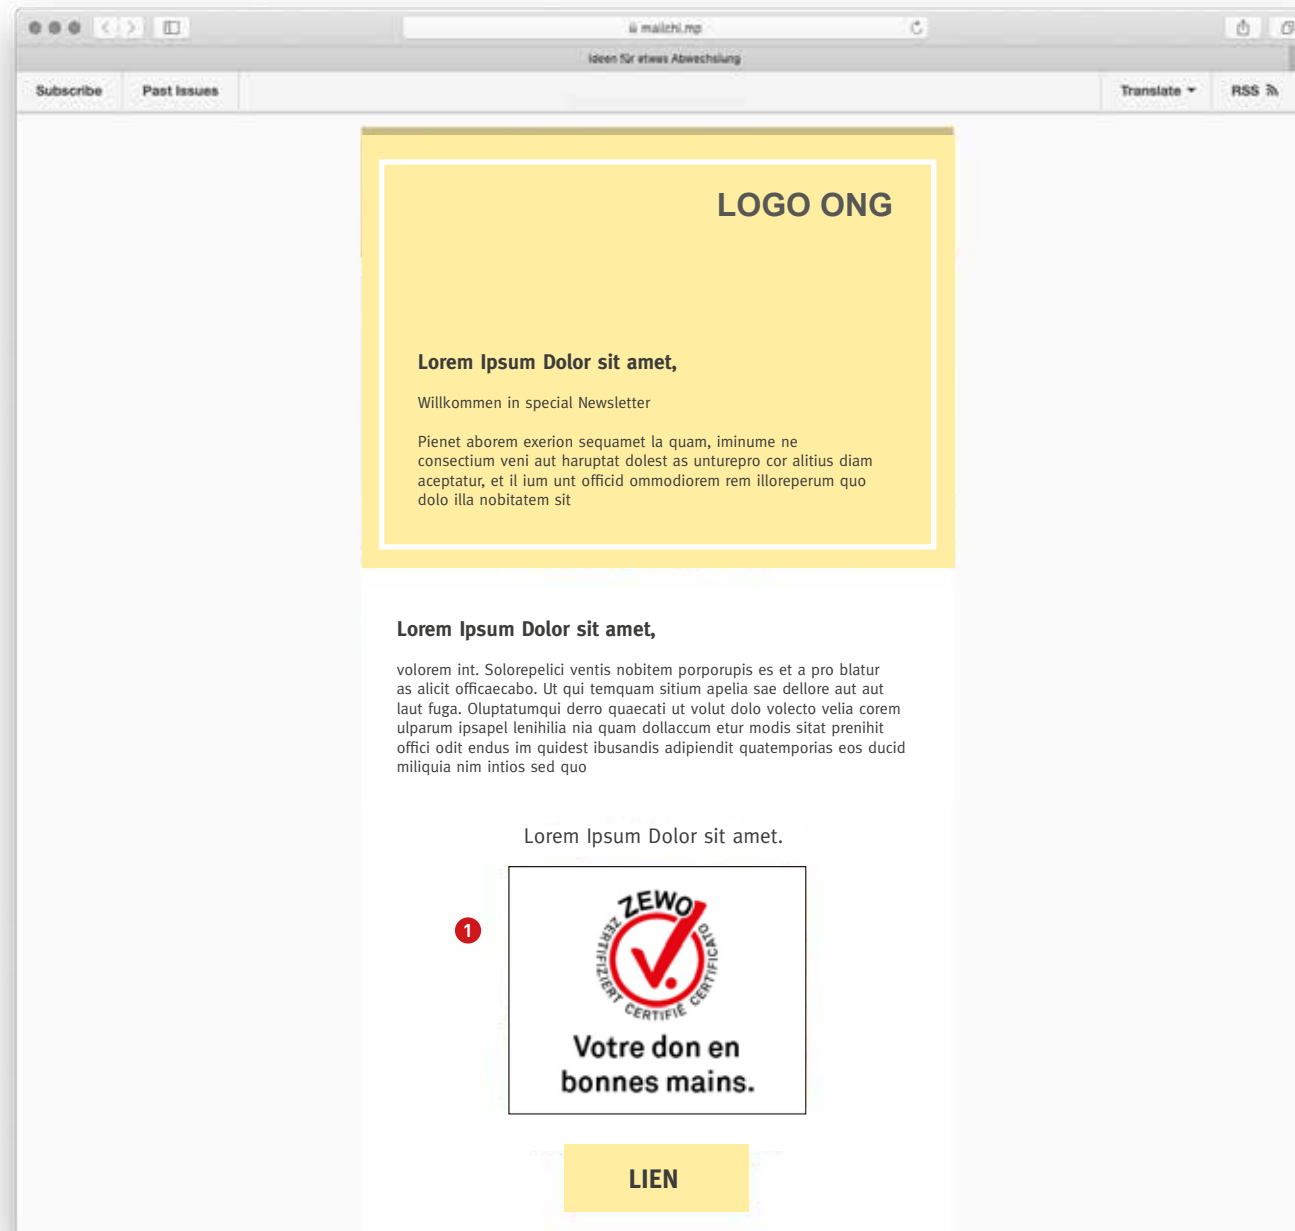 mailchi.mp
Ideen für etwas Abwechslung
Subscribe
Past Issues
Translate
RSS
LOGO ONG
Lorem Ipsum Dolor sit amet,
Willkommen in special Newsletter
Pienet aborem exerion sequamet la quam, iminume ne
consectium veni aut haruptat dolest as unturepro cor alitius diam
aceptatur, et il ium unt officid ommodiorem rem illoreperum quo
dolo illa nobitatem sit
Lorem Ipsum Dolor sit amet,
volorem int. Solorepelici ventis nobitem porporupis es et a pro blatur
as alicit officaecabo. Ut qui temquam sitium apelia sae dellore aut aut
laut fuga. Oluptatumqui derro quaecati ut volut dolo volecto velia corem
ulparum ipsapel lenihilia nia quam dollaccum etur modis sitat prenihit
offici odit endus im quidest ibusandis adipiendit quatemporias eos ducid
miliquia nim intios sed quo
Lorem Ipsum Dolor sit amet.
1
ZEWO
ZERTIFIZIERT CERTIFIÉ CERTIFICATO
Votre don en
bonnes mains.
LIEN